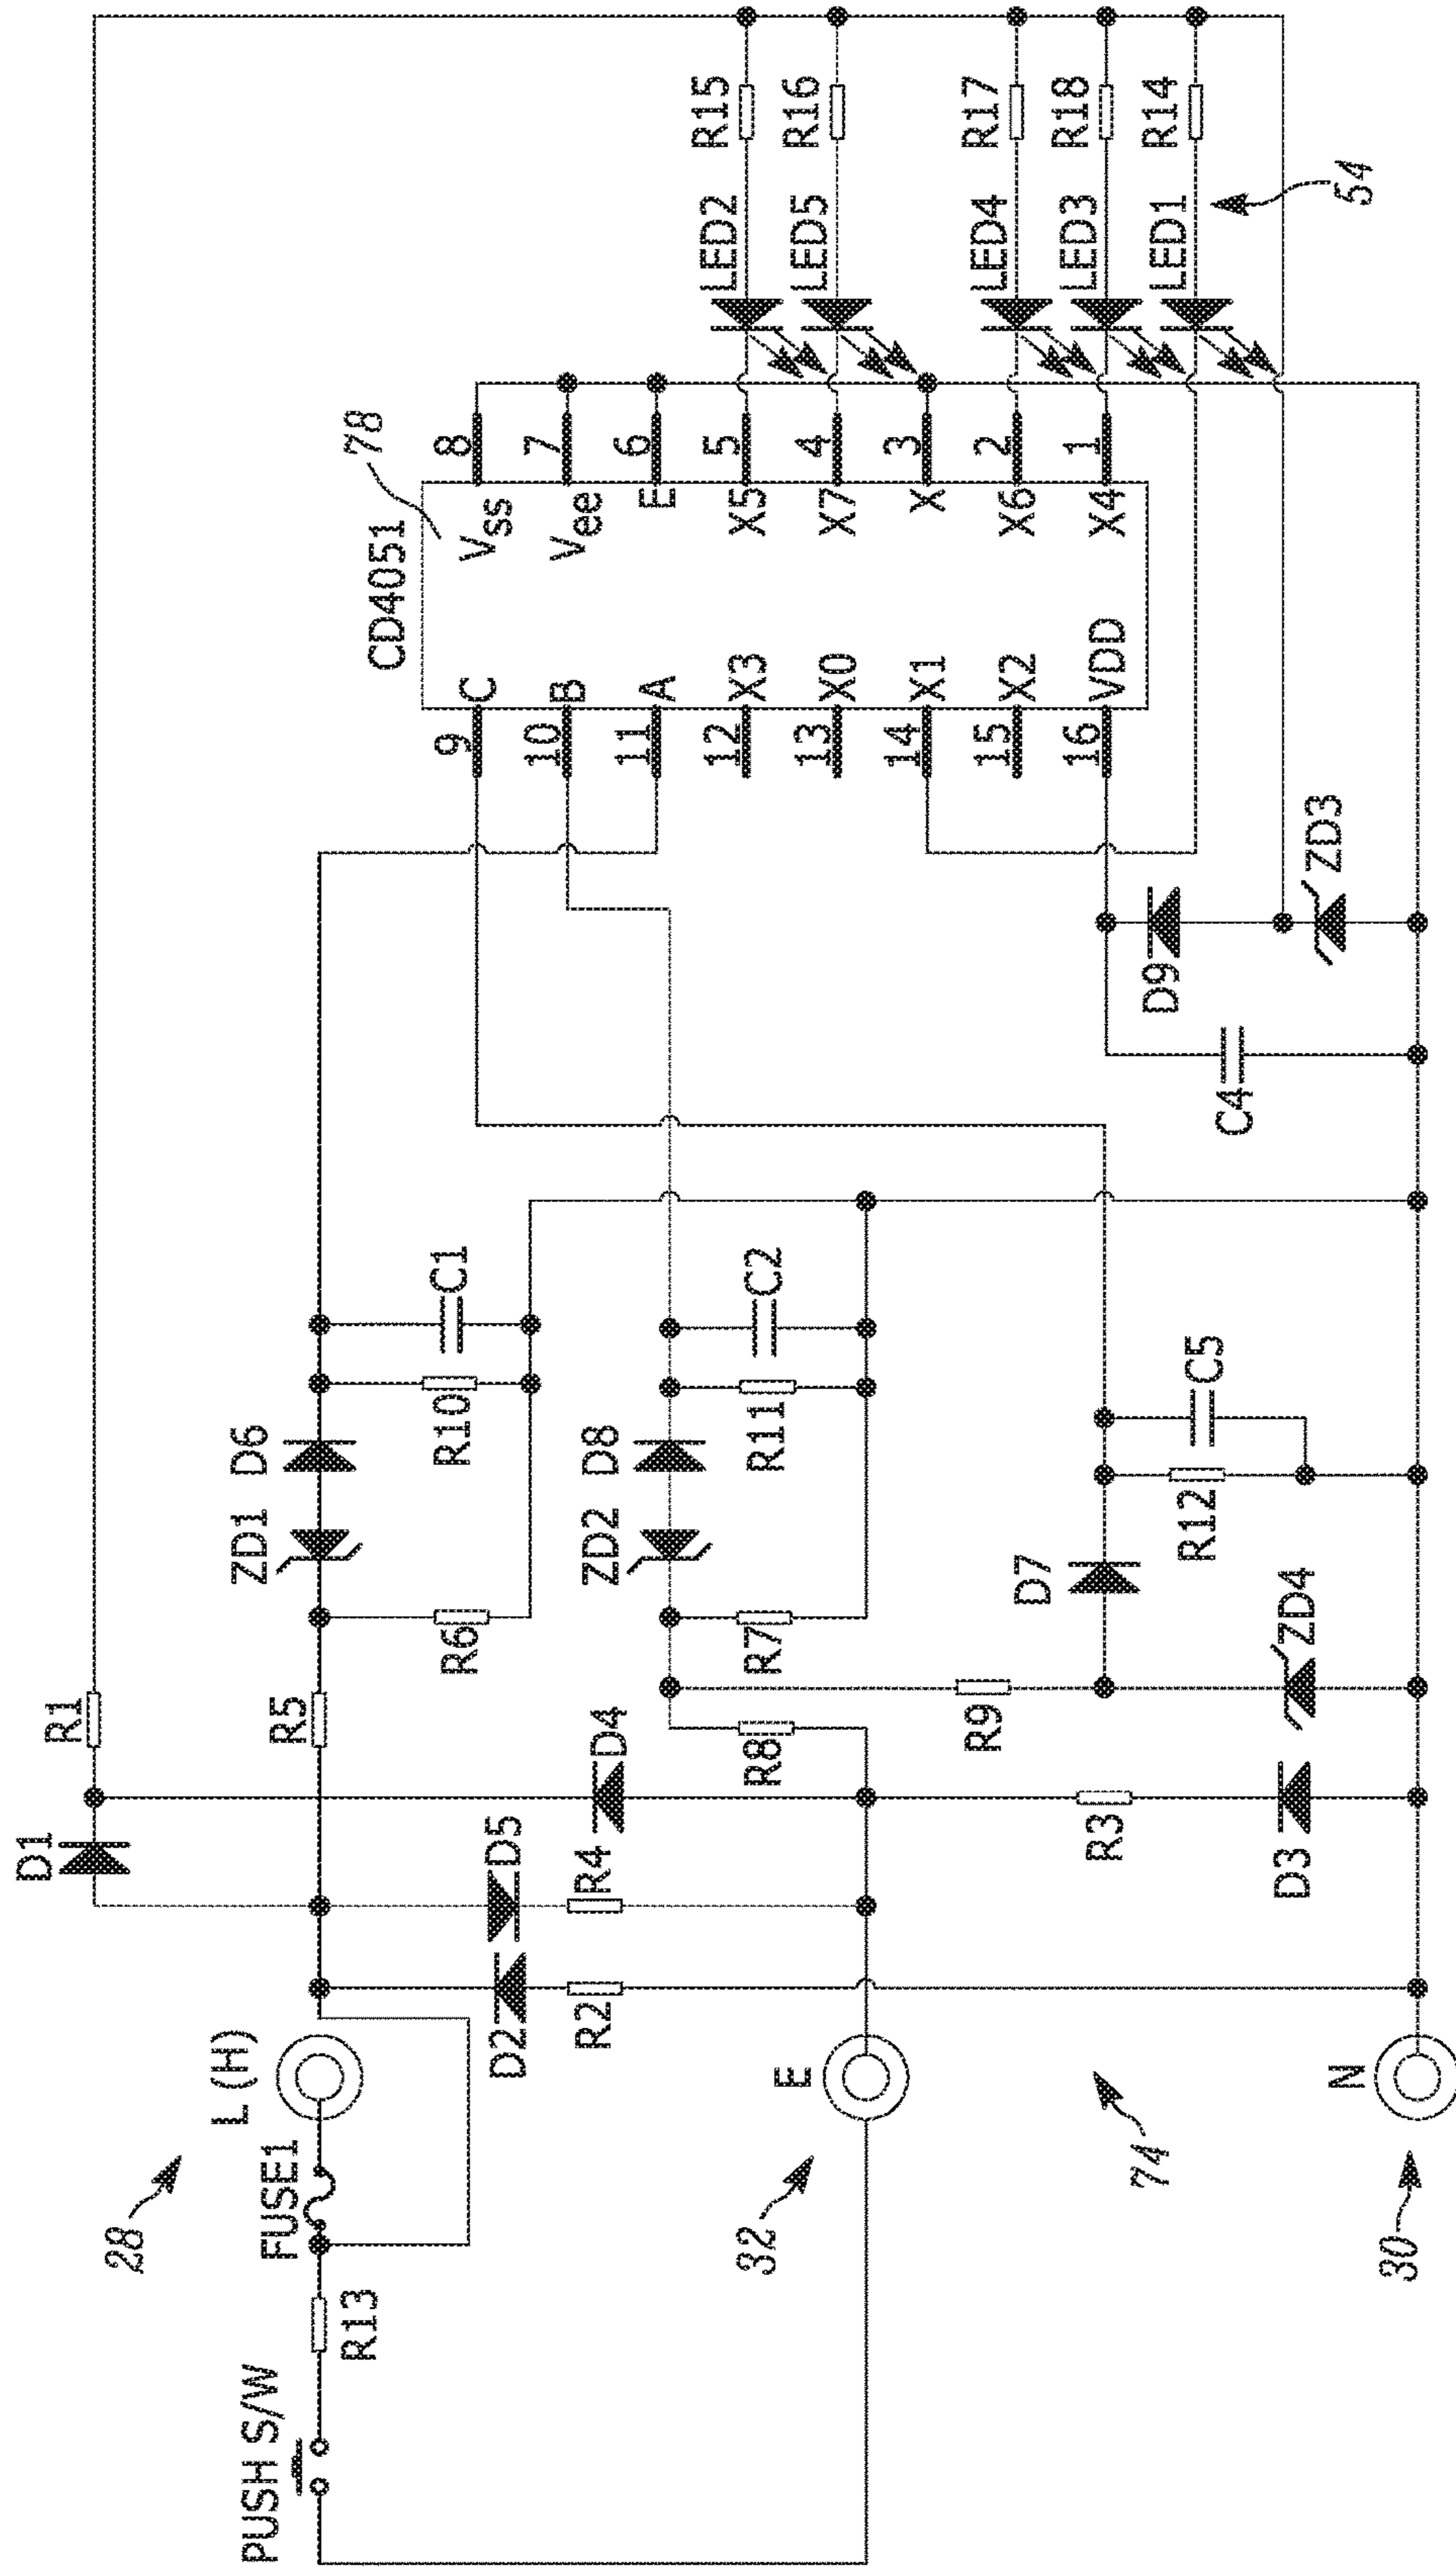 D1
R1
L(H)
28
FUSE1
PUSH S/W
R13
R5
ZD1
D6
R6
R10
C1
D2
R2
D5
R4
D4
E
32
R8
R7
ZD2
D8
R11
C2
R9
R3
D3
74
N
30
D7
ZD4
R12
C5
C4
D9
ZD3
CD4051
78
9
C
10
B
11
A
12
X3
13
X0
14
X1
15
X2
16
VDD
Vss
8
Vee
7
E
6
X5
5
X7
4
X
3
X6
2
X4
1
LED2
R15
LED5
R16
LED4
R17
LED3
R18
LED1
R14
54